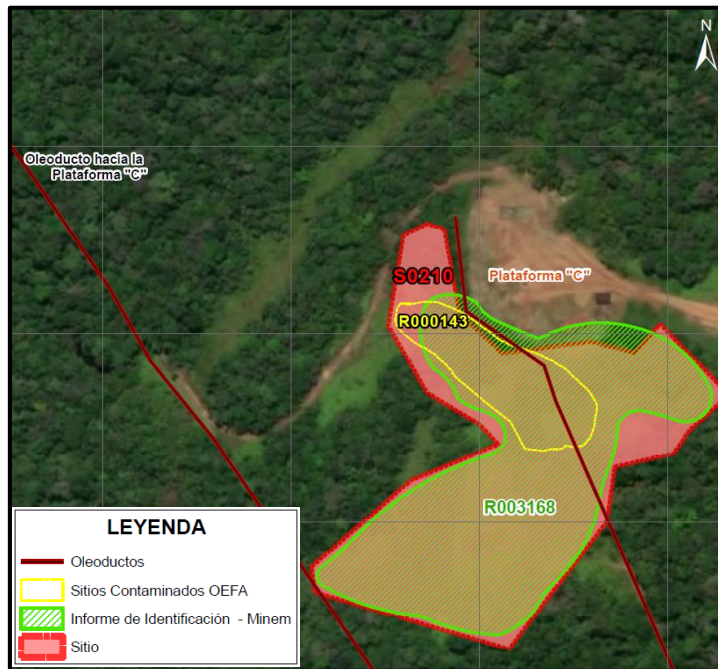 N
Oleoducto hacia la
Plataforma "C"
S0210
Plataforma "C"
R000143
R003168
LEYENDA
Oleoductos
Sitios Contaminados OEFA
Informe de Identificación - Minem
Sitio